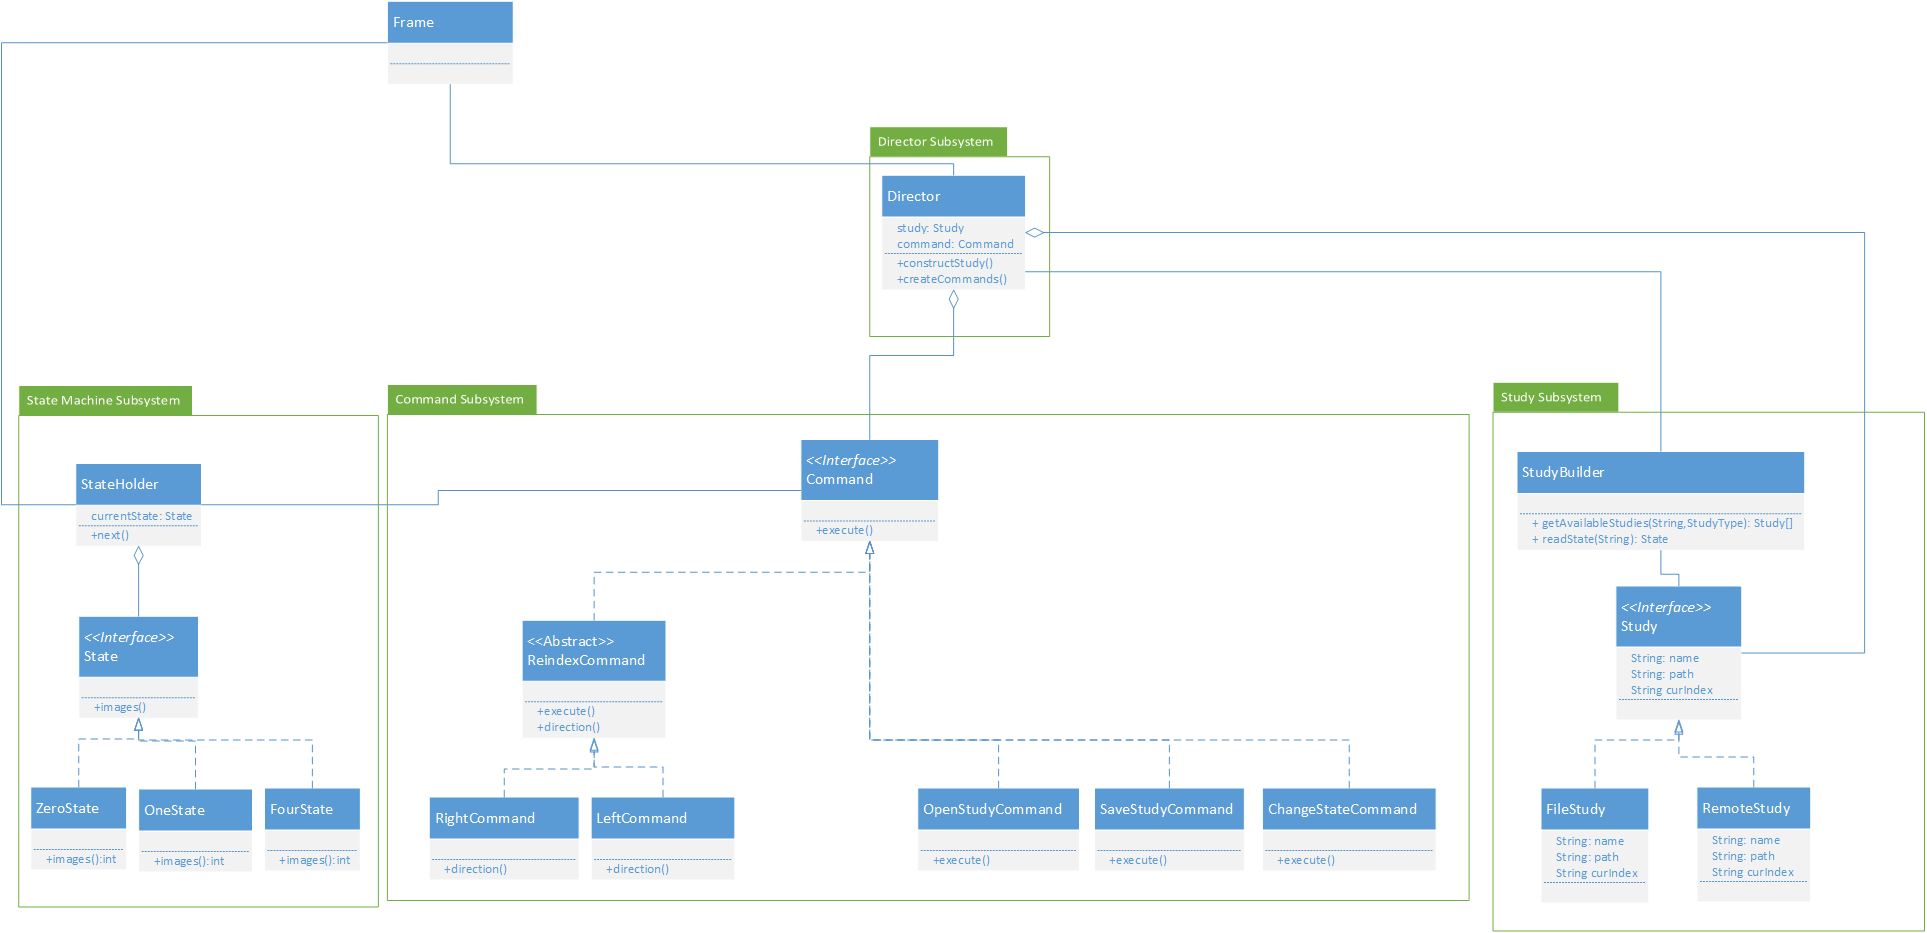 Frame
Director Subsystem
Director
study: Study
command: Command
+constructStudy()
+createCommands()
State Machine Subsystem
StateHolder
currentState: State
+next()
<<Interface>>
State
+images()
ZeroState
+images():int
OneState
+images():int
FourState
+images():int
Command Subsystem
<<Interface>>
Command
+execute()
<<Abstract>>
ReindexCommand
+execute()
+direction()
RightCommand
+direction()
LeftCommand
+direction()
OpenStudyCommand
+execute()
SaveStudyCommand
+execute()
ChangeStateCommand
+execute()
Study Subsystem
StudyBuilder
+ getAvailableStudies(String,StudyType): Study[]
+ readState(String): State
<<Interface>>
Study
String: name
String: path
String curIndex
FileStudy
String: name
String: path
String curIndex
RemoteStudy
String: name
String: path
String curIndex